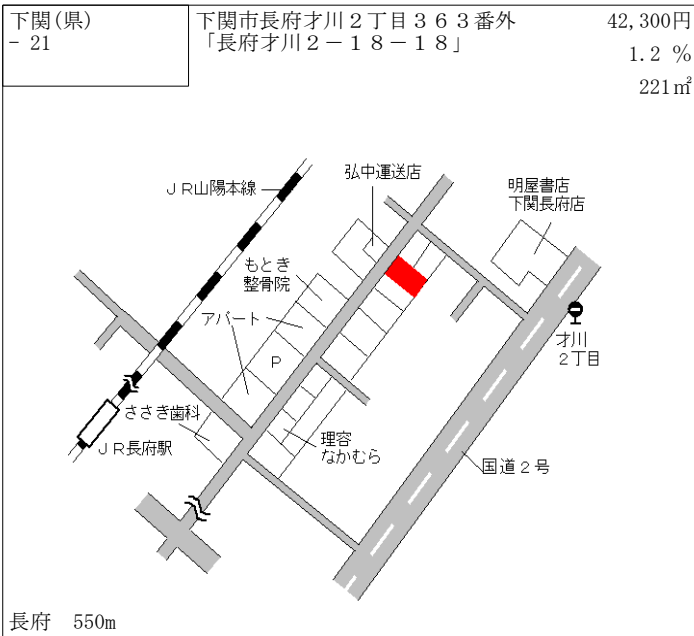 下関(県)
- 21
下関市長府才川２丁目３６３番外
「長府才川２－１８－１８」
42,300円
1.2 %
221㎡
ＪＲ山陽本線
弘中運送店
明屋書店
下関長府店
もとき
整骨院
アパート
Ｐ
才川
２丁目
ささき歯科
ＪＲ長府駅
理容
なかむら
国道２号
長府　550m